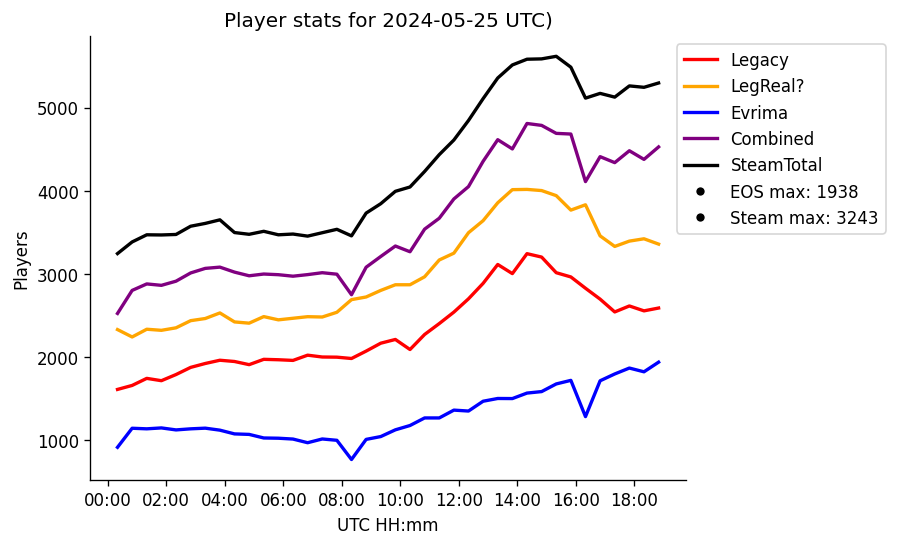 Player stats for 2024-05-25 UTC)
Legacy
LegReal?
Evrima
Combined
SteamTotal
EOS max: 1938
Steam max: 3243
Players
5000
4000
3000
2000
1000
00:00 02:00 04:00 06:00 08:00 10:00 12:00 14:00 16:00 18:00
UTC HH:mm